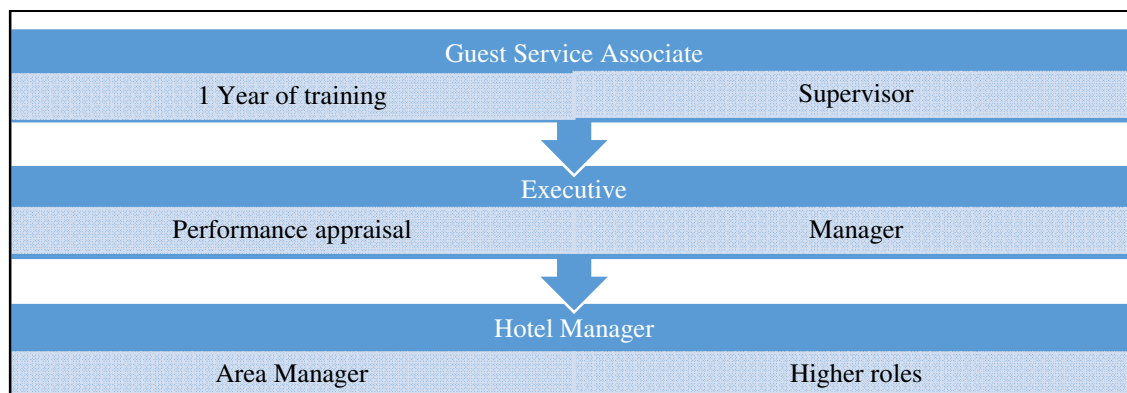 Guest Service Associate
1 Year of training
Supervisor
Executive
Performance appraisal
Manager
Hotel Manager
Area Manager
Higher roles